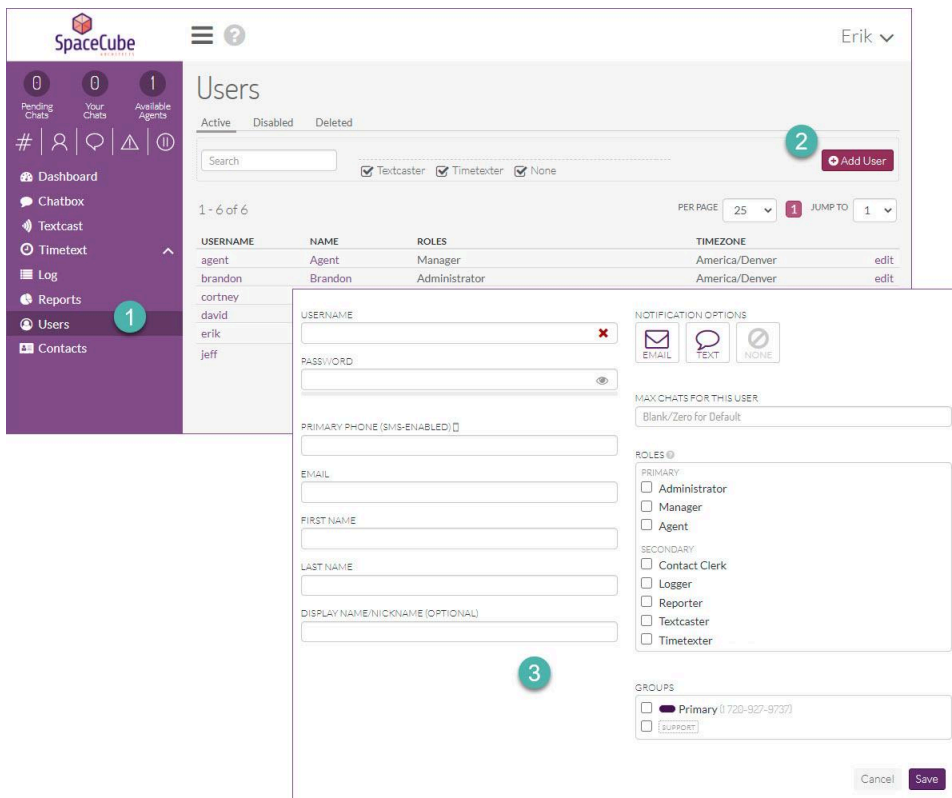 SpaceCube
ARCHITECTS
Erik
0 0 1
Pending Chats Your Chats Available Agents
#
Dashboard
Chatbox
Textcast
Timetext
Log
Reports
Users
Contacts
1
Users
Active Disabled Deleted
2
Search
Textcaster Timetexter None
Add User
1 - 6 of 6
PER PAGE 25 1 JUMP TO 1
USERNAME NAME ROLES TIMEZONE
agent Agent Manager America/Denver edit
brandon Brandon Administrator America/Denver edit
cortney
david
erik
jeff
USERNAME
PASSWORD
PRIMARY PHONE (SMS-ENABLED)
EMAIL
FIRST NAME
LAST NAME
DISPLAY NAME/NICKNAME (OPTIONAL)
3
NOTIFICATION OPTIONS
EMAIL TEXT NONE
MAX CHATS FOR THIS USER
Blank/Zero for Default
ROLES
PRIMARY
Administrator
Manager
Agent
SECONDARY
Contact Clerk
Logger
Reporter
Textcaster
Timetexter
GROUPS
Primary (1 720-927-9737)
SUPPORT
Cancel Save